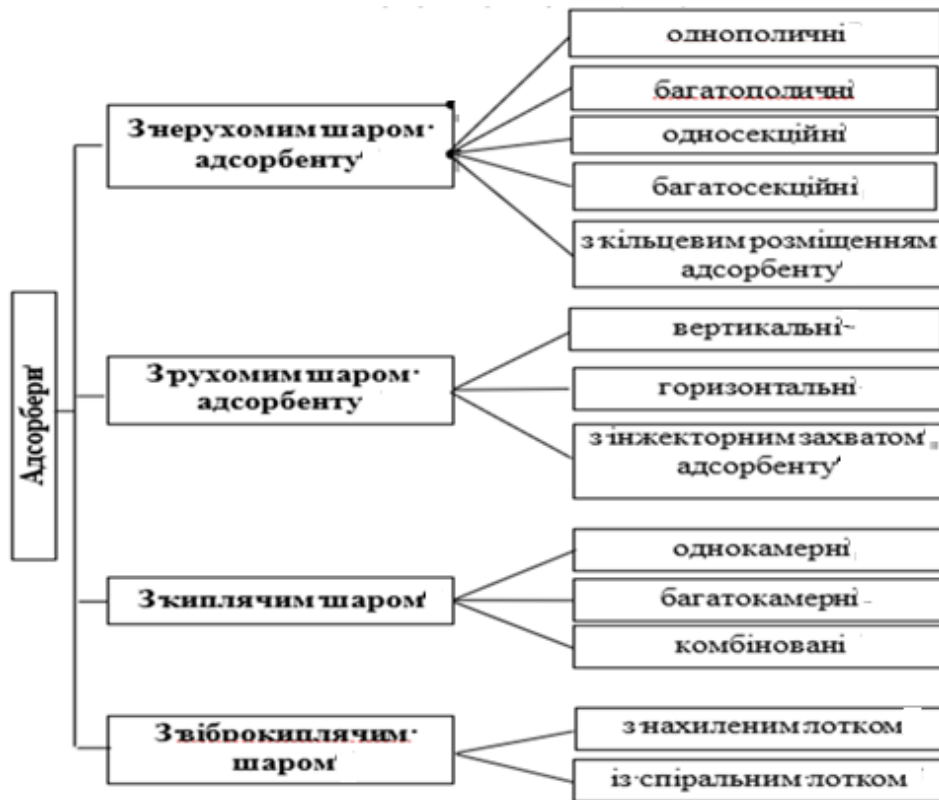 Адсорбери
З нерухомим шаром
адсорбенту
однополичні
багатополичні
односекційні
багатосекційні
з кільцевим розміщенням
адсорбенту
З рухомим шаром
адсорбенту
вертикальні
горизонтальні
з інжекторним захватом
адсорбенту
З киплячим шаром
однокамерні
багатокамерні
комбіновані
З віброкиплячим
шаром
з нахиленим лотком
із спіральним лотком